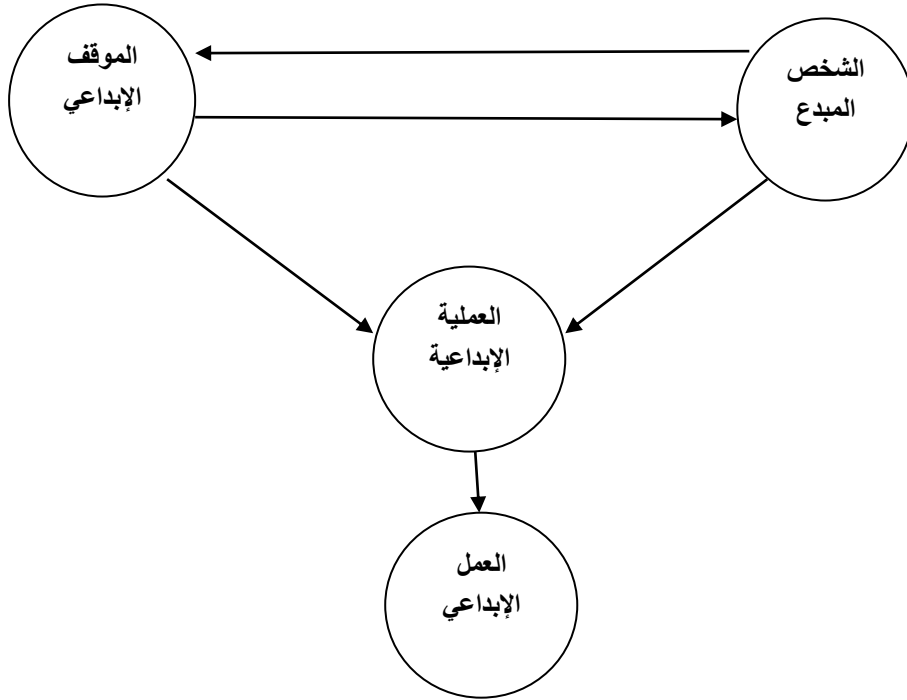 الشخص
المبدع
الموقف
الإبداعي
العملية
الإبداعية
العمل
الإبداعي